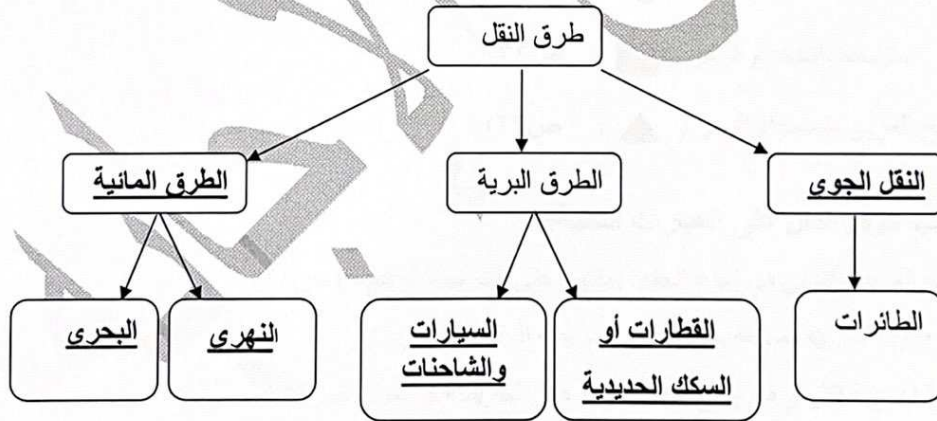 طرق النقل
النقل الجوي
الطرق البرية
الطرق المائية
الطائرات
القطارات أو
السكك الحديدية
السيارات
والشاحنات
النهري
البحري